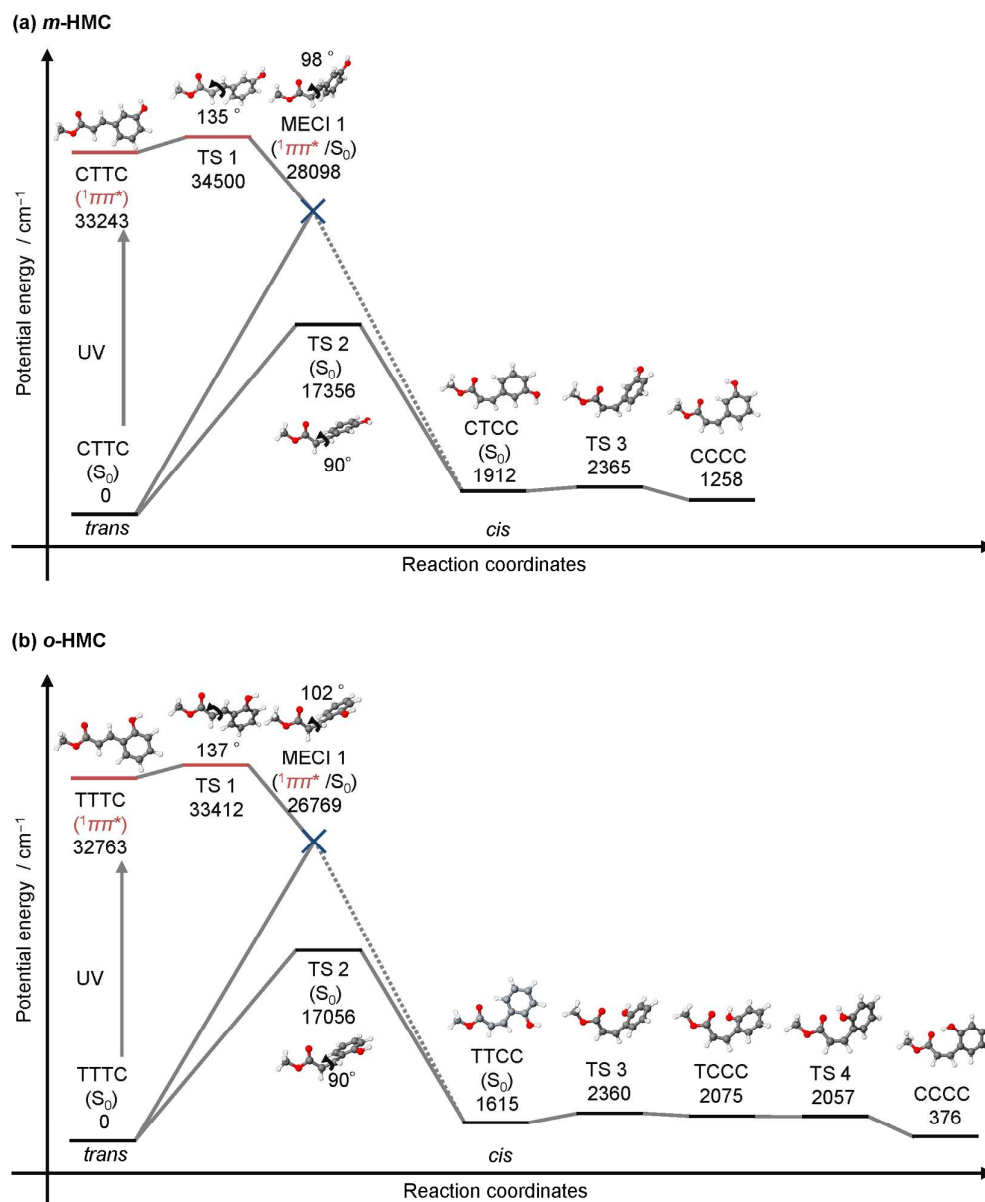 (a) m-HMC
Potential energy / cm⁻¹
98 °
135 °
MECI 1
(¹ππ* /S₀)
28098
TS 1
34500
CTTC
(¹ππ*)
33243
UV
TS 2
(S₀)
17356
90°
CTTC
(S₀)
0
trans
CTCC
(S₀)
1912
TS 3
2365
CCCC
1258
cis
Reaction coordinates
(b) o-HMC
Potential energy / cm⁻¹
102 °
137 °
MECI 1
(¹ππ* /S₀)
26769
TS 1
33412
TTTC
(¹ππ*)
32763
UV
TS 2
(S₀)
17056
90°
TTTC
(S₀)
0
trans
TTCC
(S₀)
1615
TS 3
2360
TCCC
2075
TS 4
2057
CCCC
376
cis
Reaction coordinates